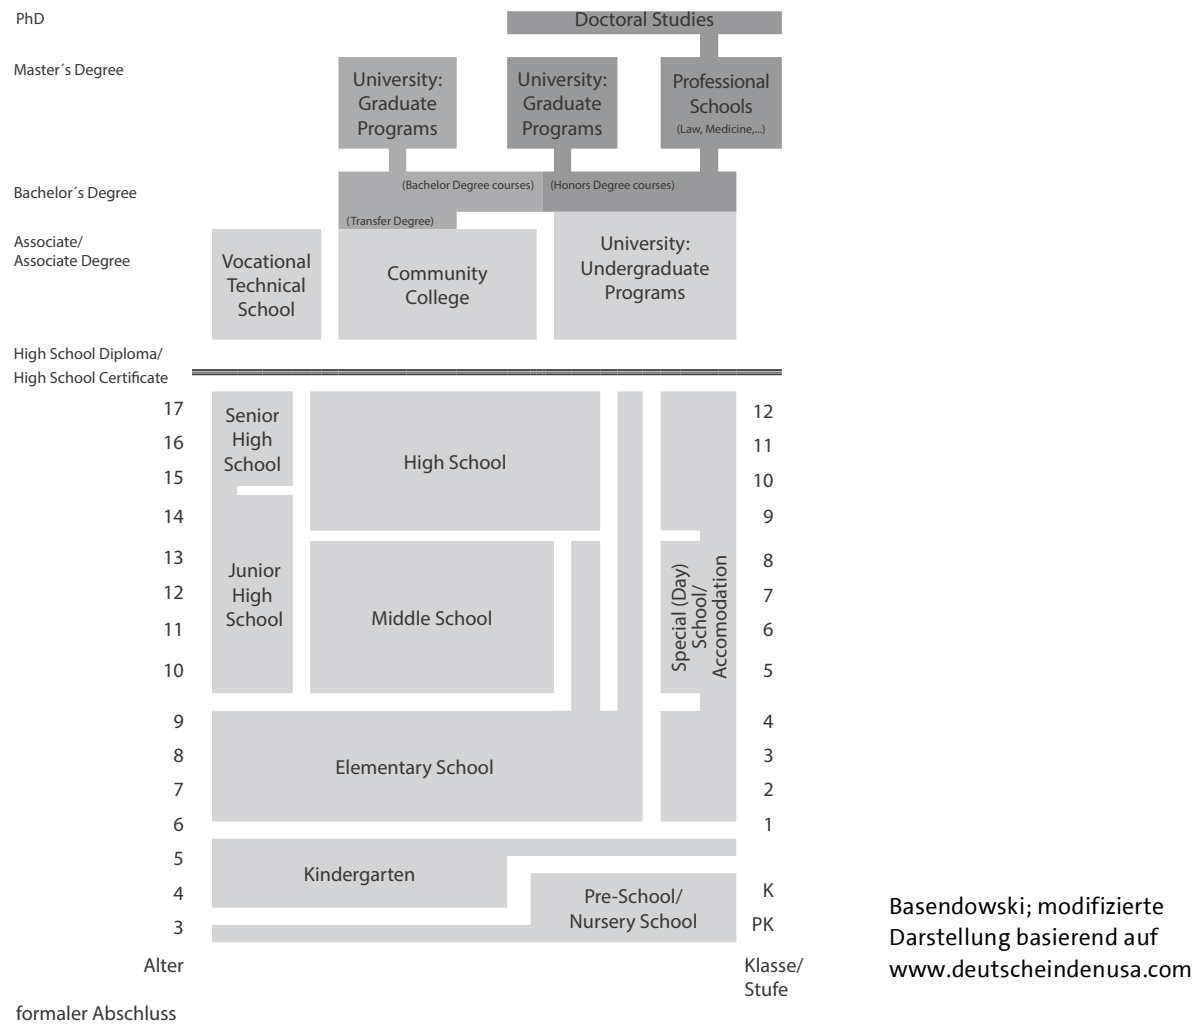 PhD
Doctoral Studies
Master´s Degree
University:
Graduate
Programs
University:
Graduate
Programs
Professional
Schools
(Law, Medicine,...)
Bachelor´s Degree
(Bachelor Degree courses)
(Honors Degree courses)
(Transfer Degree)
Associate/
Associate Degree
Vocational
Technical
School
Community
College
University:
Undergraduate
Programs
High School Diploma/
High School Certificate
17
16
15
14
13
12
11
10
9
8
7
6
5
4
3
Alter
Senior
High
School
High School
Junior
High
School
Middle School
Special (Day)
School/
Accomodation
Elementary School
Kindergarten
Pre-School/
Nursery School
12
11
10
9
8
7
6
5
4
3
2
1
K
PK
Klasse/
Stufe
formaler Abschluss
Basendowski; modifizierte
Darstellung basierend auf
www.deutscheindenusa.com